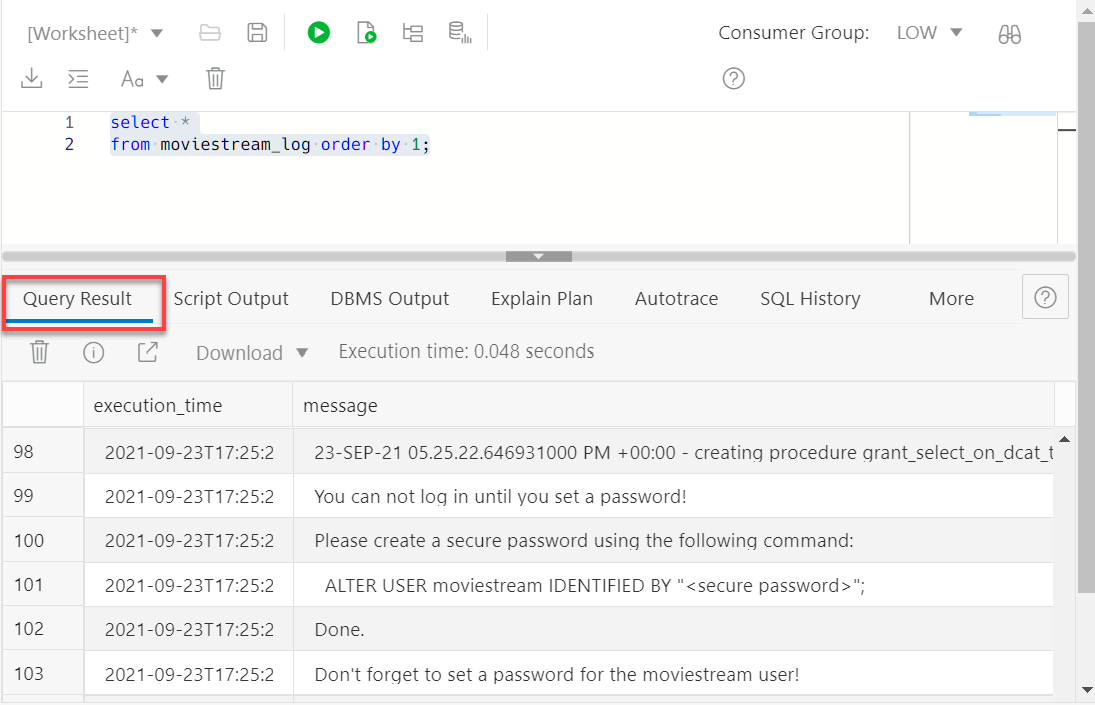 [Worksheet]*
Consumer Group: LOW
Aa
1 select *
2 from moviestream_log order by 1;
Query Result Script Output DBMS Output Explain Plan Autotrace SQL History More
Download Execution time: 0.048 seconds
execution_time message
98 2021-09-23T17:25:2 23-SEP-21 05.25.22.646931000 PM +00:00 - creating procedure grant_select_on_dcat_t
99 2021-09-23T17:25:2 You can not log in until you set a password!
100 2021-09-23T17:25:2 Please create a secure password using the following command:
101 2021-09-23T17:25:2 ALTER USER moviestream IDENTIFIED BY "<secure password>";
102 2021-09-23T17:25:2 Done.
103 2021-09-23T17:25:2 Don't forget to set a password for the moviestream user!